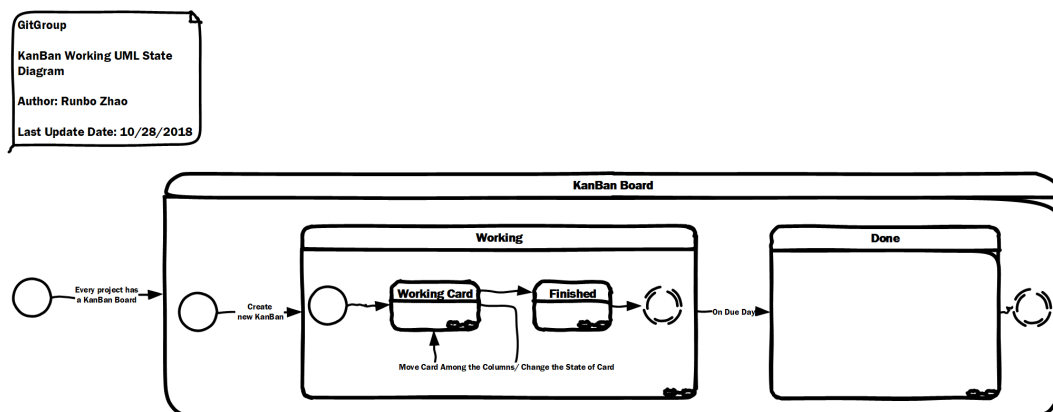 GitGroup
KanBan Working UML State
Diagram
Author: Runbo Zhao
Last Update Date: 10/28/2018
KanBan Board
Working
Done
Every project has
a KanBan Board
Create
new KanBan
Working Card
Finished
On Due Day
Move Card Among the Columns/ Change the State of Card